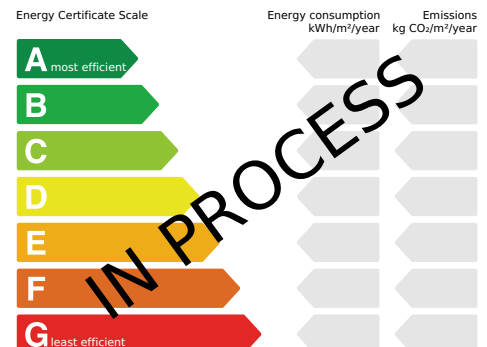 Energy Certificate Scale
Energy consumption
kWh/m²/year
Emissions
kg CO₂/m²/year
A most efficient
B
C
D
E
F
G least efficient
IN PROCESS